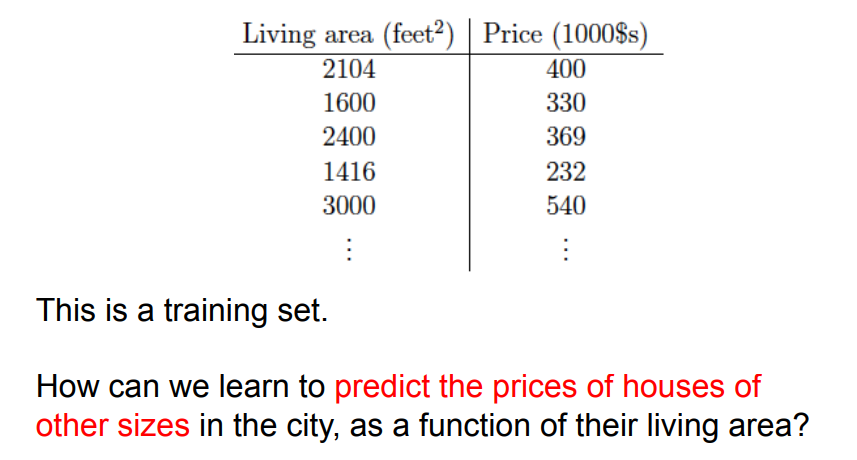 Living area (feet²) Price (1000$s)
2104 400
1600 330
2400 369
1416 232
3000 540
⋮ ⋮
This is a training set.
How can we learn to predict the prices of houses of
other sizes in the city, as a function of their living area?